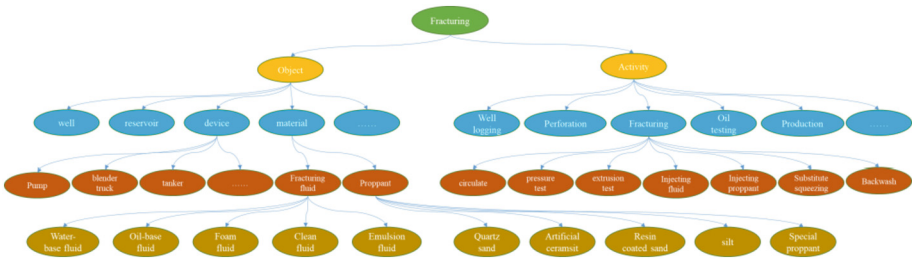 Fracturing
Object
Activity
well
reservoir
device
material
......
Well
logging
Perforation
Fracturing
Oil
testing
Production
......
Pump
blender
truck
tanker
......
Fracturing
fluid
Proppant
circulate
pressure
test
extrusion
test
Injecting
fluid
Injecting
proppant
Substitute
squeezing
Backwash
Water-
base fluid
Oil-base
fluid
Foam
fluid
Clean
fluid
Emulsion
fluid
Quartz
sand
Artificial
ceramsit
Resin
coated sand
silt
Special
proppant